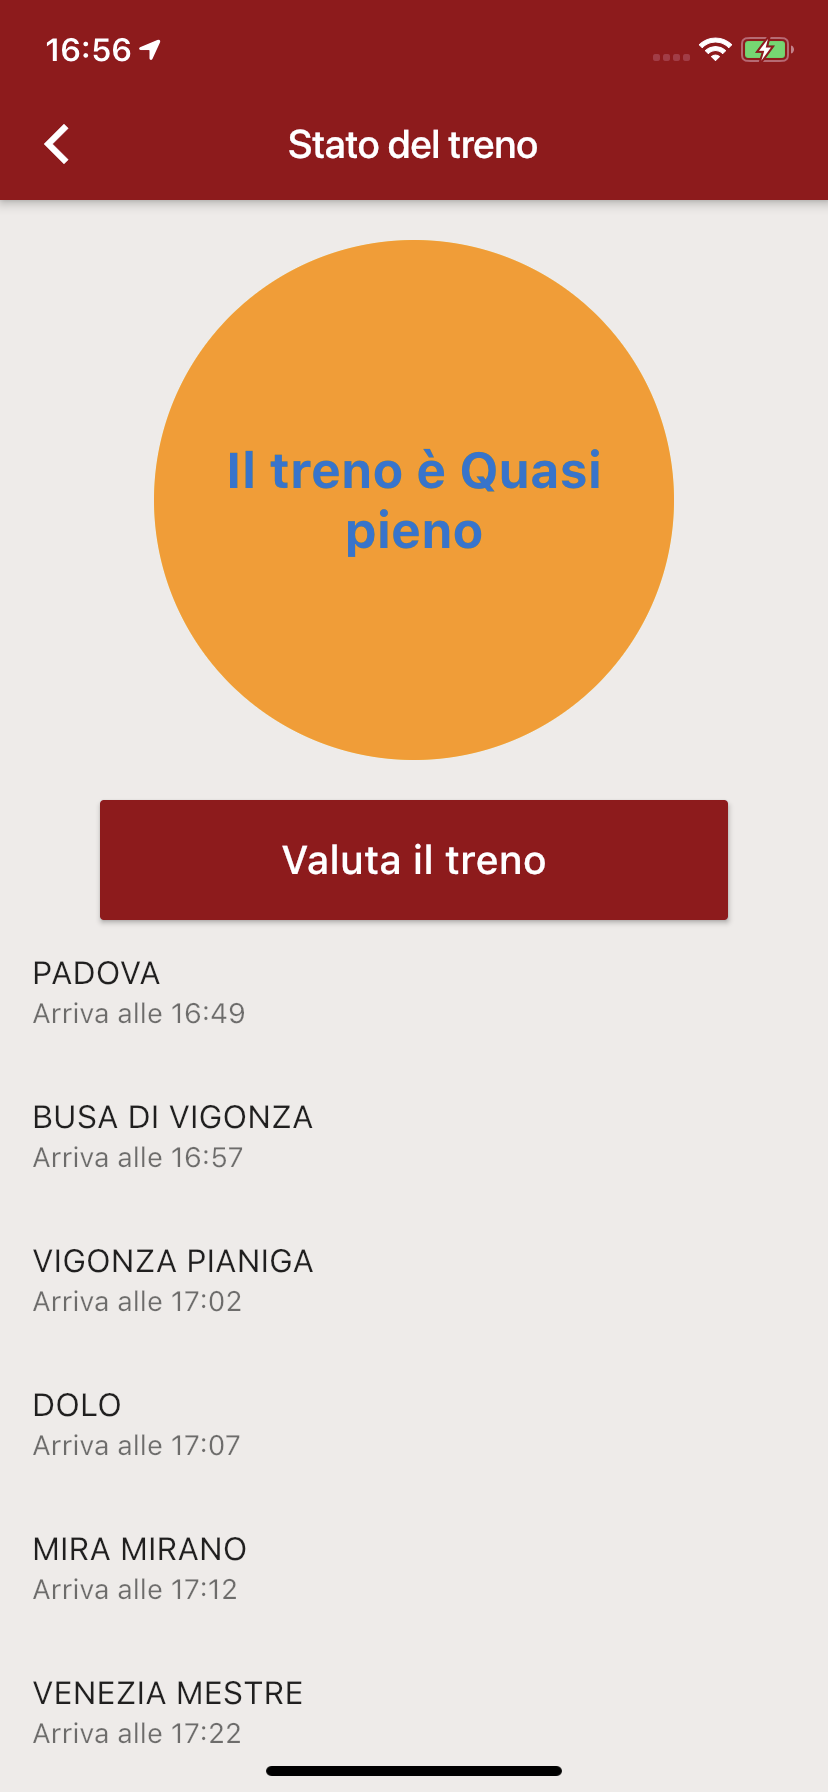 16:56
Stato del treno
Il treno è Quasi
pieno
Valuta il treno
PADOVA
Arriva alle 16:49
BUSA DI VIGONZA
Arriva alle 16:57
VIGONZA PIANIGA
Arriva alle 17:02
DOLO
Arriva alle 17:07
MIRA MIRANO
Arriva alle 17:12
VENEZIA MESTRE
Arriva alle 17:22